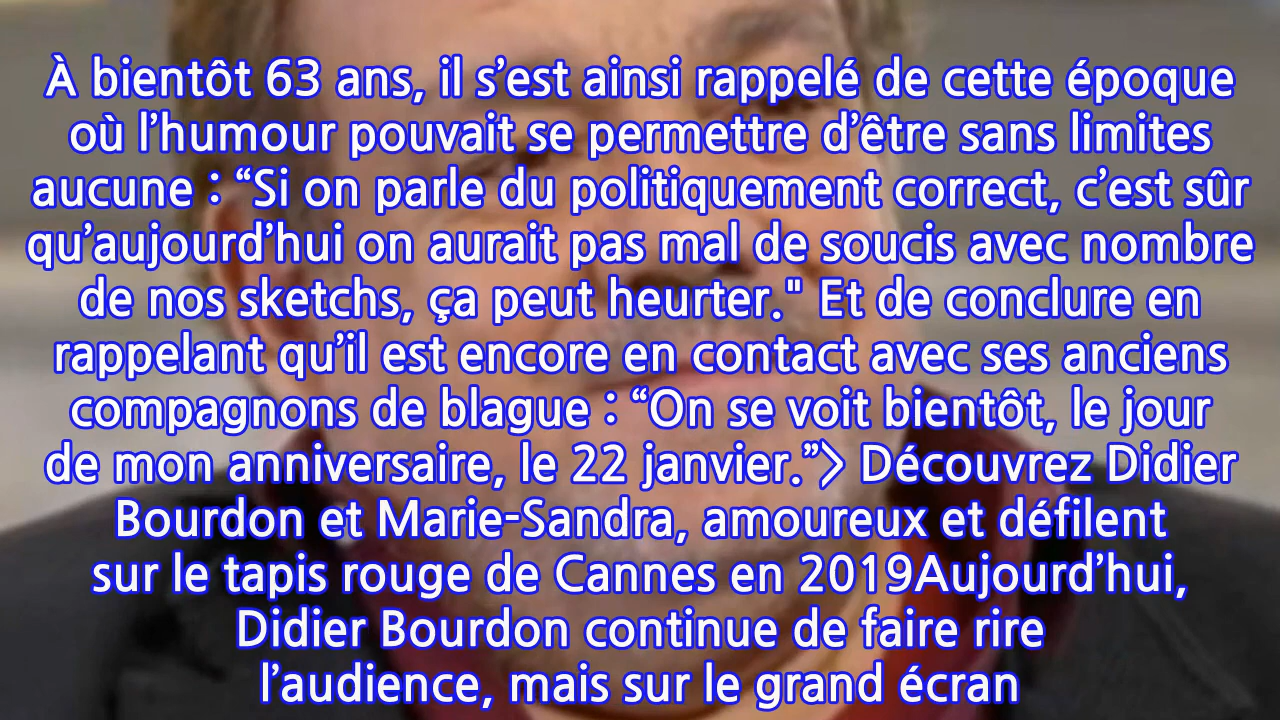 À bientôt 63 ans, il s’est ainsi rappelé de cette époque
où l’humour pouvait se permettre d’être sans limites
aucune : “Si on parle du politiquement correct, c’est sûr
qu’aujourd’hui on aurait pas mal de soucis avec nombre
de nos sketchs, ça peut heurter." Et de conclure en
rappelant qu’il est encore en contact avec ses anciens
compagnons de blague : “On se voit bientôt, le jour
de mon anniversaire, le 22 janvier.”> Découvrez Didier
Bourdon et Marie-Sandra, amoureux et défilent
sur le tapis rouge de Cannes en 2019Aujourd’hui,
Didier Bourdon continue de faire rire
l’audience, mais sur le grand écran